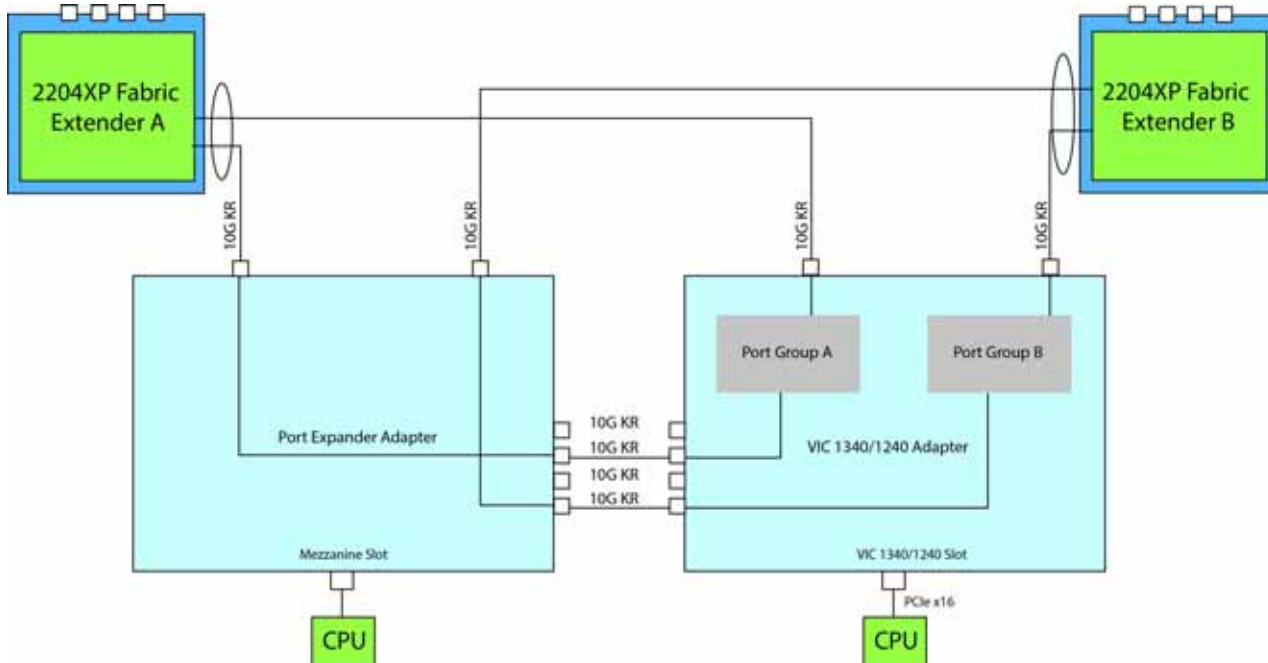 2204XP Fabric
Extender A
2204XP Fabric
Extender B
10G KR
10G KR
10G KR
10G KR
Port Group A
Port Group B
10G KR
10G KR
10G KR
10G KR
Port Expander Adapter
VIC 1340/1240 Adapter
Mezzanine Slot
VIC 1340/1240 Slot
PCIe x16
CPU
CPU